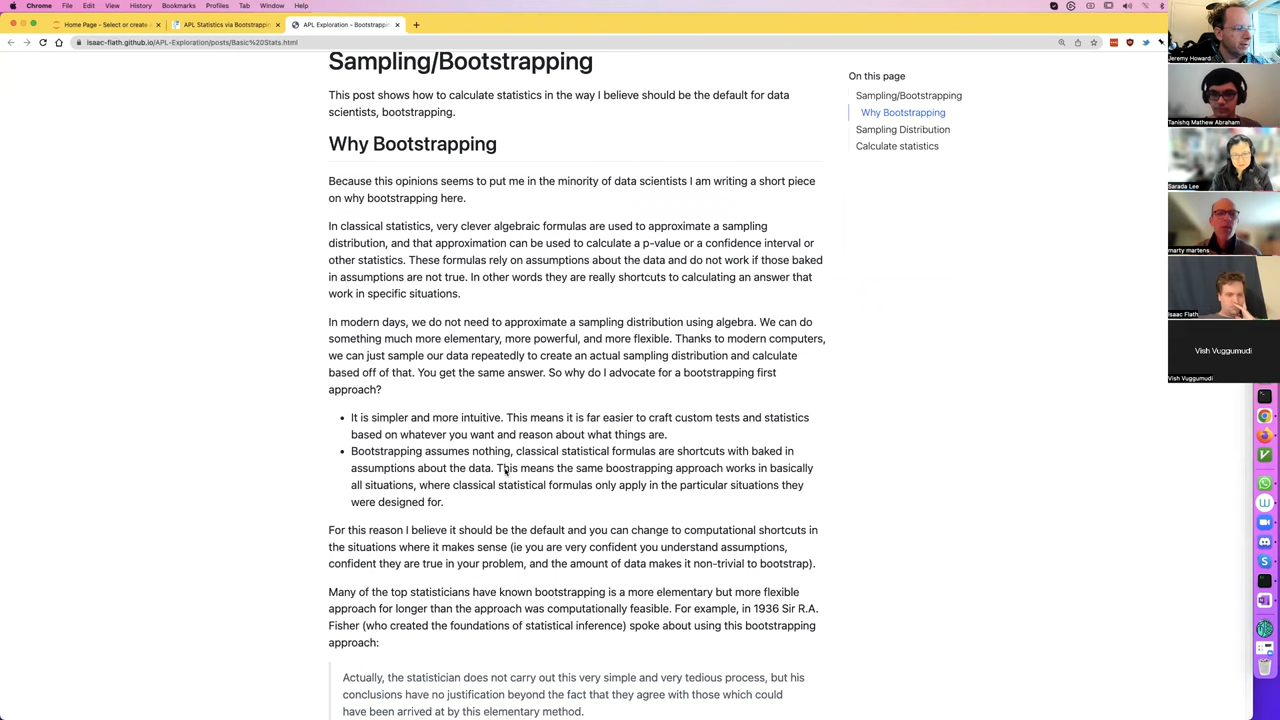 Chrome File Edit View History Bookmarks Profiles Tab Window Help
Home Page - Select or create
APL Statistics via Bootstrappi
APL Exploration - Bootstrappin
isaac-flath.github.io/APL-Exploration/posts/Basic%20Stats.html
Sampling/Bootstrapping
This post shows how to calculate statistics in the way I believe should be the default for data
scientists, bootstrapping.
Why Bootstrapping
Because this opinions seems to put me in the minority of data scientists I am writing a short piece
on why bootstrapping here.
In classical statistics, very clever algebraic formulas are used to approximate a sampling
distribution, and that approximation can be used to calculate a p-value or a confidence interval or
other statistics. These formulas rely on assumptions about the data and do not work if those baked
in assumptions are not true. In other words they are really shortcuts to calculating an answer that
work in specific situations.
In modern days, we do not need to approximate a sampling distribution using algebra. We can do
something much more elementary, more powerful, and more flexible. Thanks to modern computers,
we can just sample our data repeatedly to create an actual sampling distribution and calculate
based off of that. You get the same answer. So why do I advocate for a bootstrapping first
approach?
• It is simpler and more intuitive. This means it is far easier to craft custom tests and statistics
based on whatever you want and reason about what things are.
• Bootstrapping assumes nothing, classical statistical formulas are shortcuts with baked in
assumptions about the data. This means the same boostrapping approach works in basically
all situations, where classical statistical formulas only apply in the particular situations they
were designed for.
For this reason I believe it should be the default and you can change to computational shortcuts in
the situations where it makes sense (ie you are very confident you understand assumptions,
confident they are true in your problem, and the amount of data makes it non-trivial to bootstrap).
Many of the top statisticians have known bootstrapping is a more elementary but more flexible
approach for longer than the approach was computationally feasible. For example, in 1936 Sir R.A.
Fisher (who created the foundations of statistical inference) spoke about using this bootstrapping
approach:
Actually, the statistician does not carry out this very simple and very tedious process, but his
conclusions have no justification beyond the fact that they agree with those which could
have been arrived at by this elementary method.
On this page
Sampling/Bootstrapping
Why Bootstrapping
Sampling Distribution
Calculate statistics
Jeremy Howard
Tanishq Mathew Abraham
Sarada Lee
marty martens
Isaac Flath
Vish Vuggumudi
Vish Vuggumudi